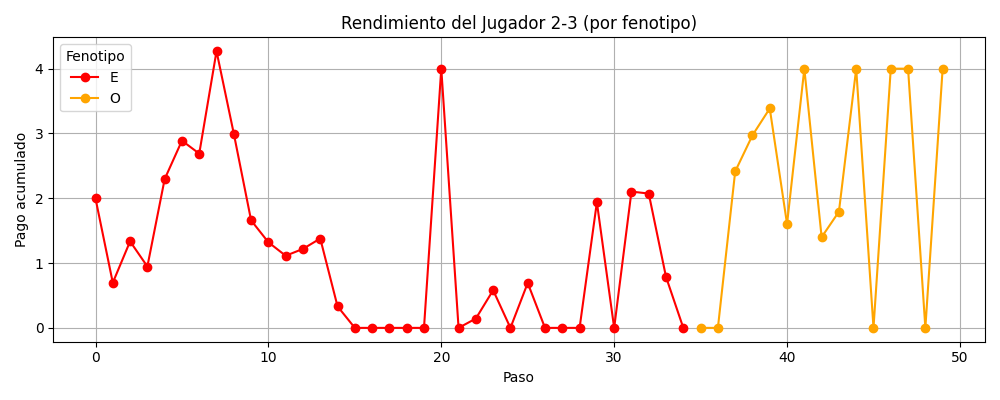 Rendimiento del Jugador 2-3 (por fenotipo)
Fenotipo
E
O
Pago acumulado
4
3
2
1
0
0 10 20 30 40 50
Paso